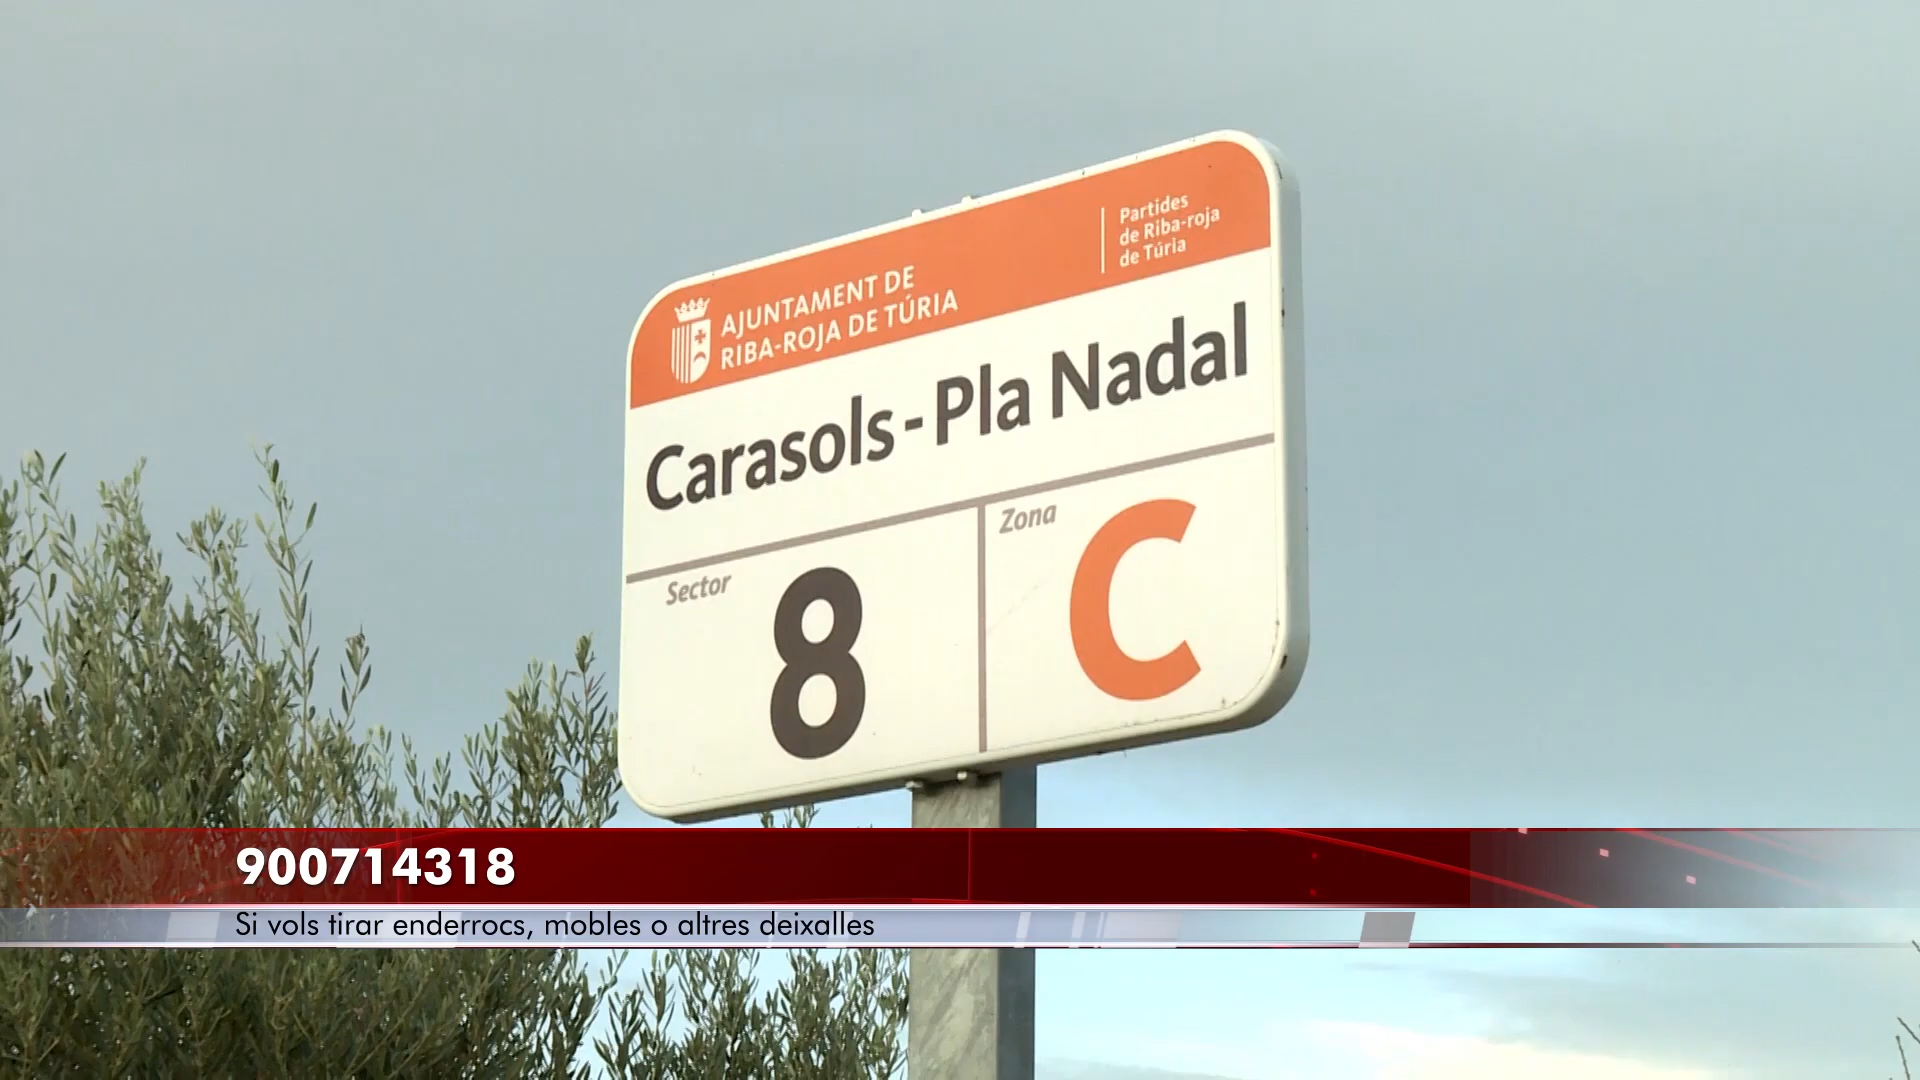 AJUNTAMENT DE
RIBA-ROJA DE TÚRIA
Partides
de Riba-roja
de Túria
Carasols - Pla Nadal
Sector
8
Zona
C
900714318
Si vols tirar enderrocs, mobles o altres deixalles